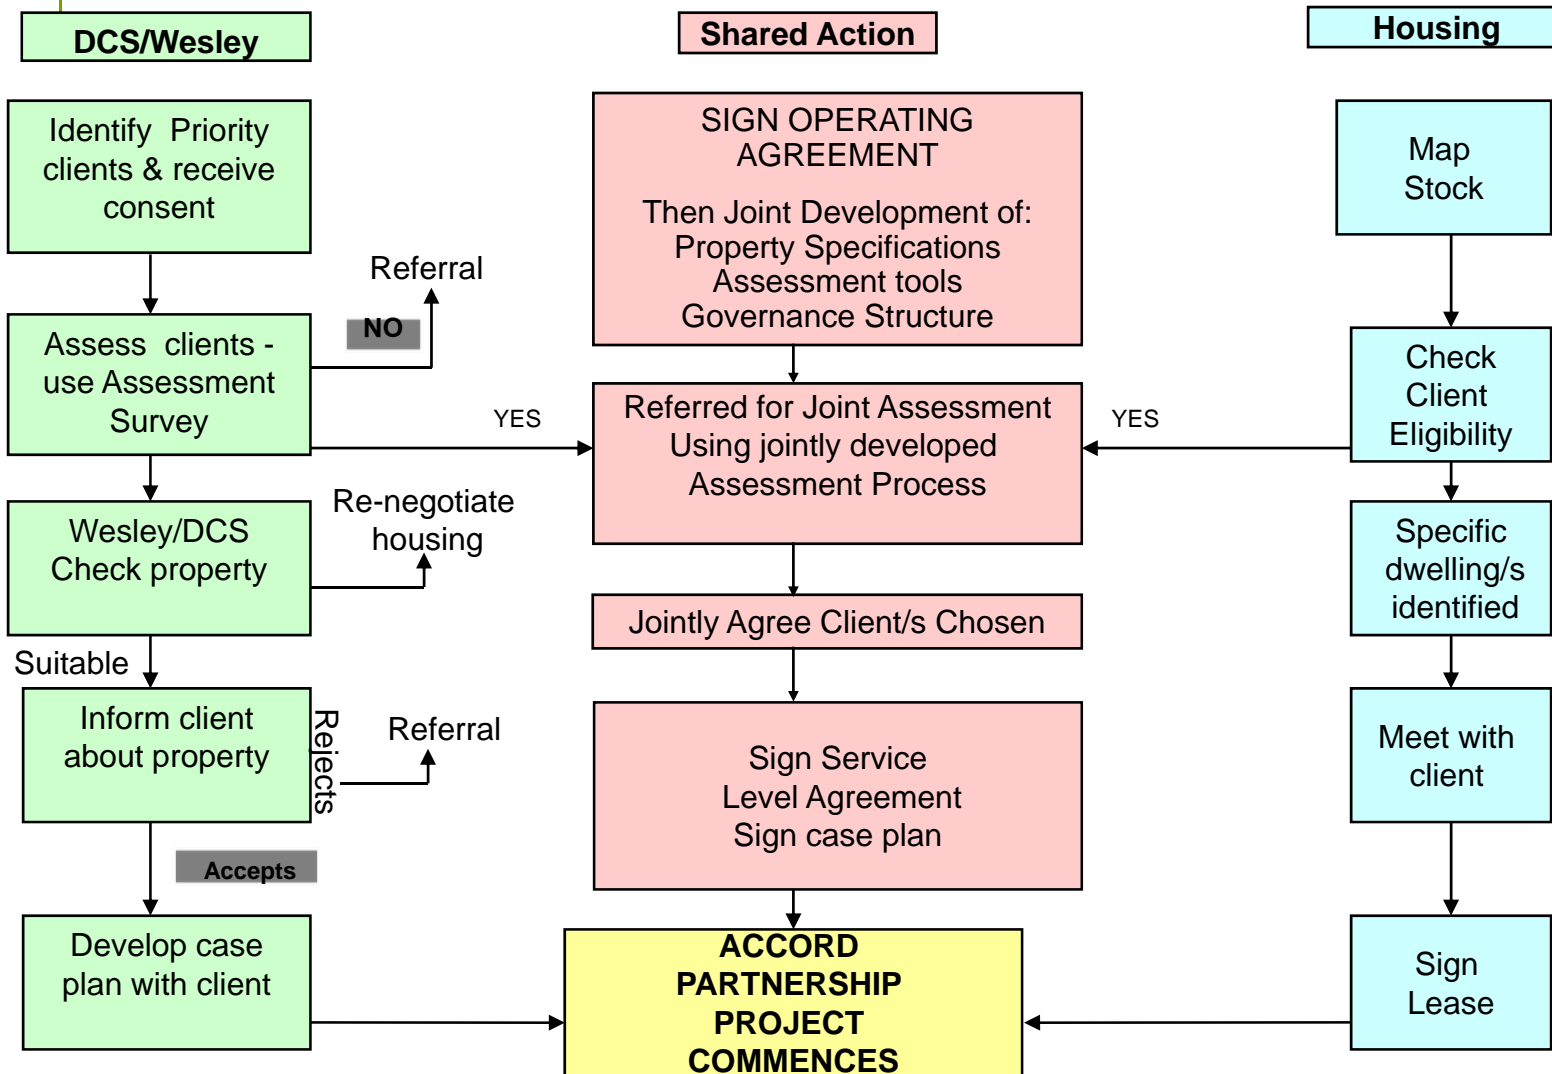 DCS/Wesley
Shared Action
Housing
Identify Priority
clients & receive
consent
SIGN OPERATING
AGREEMENT
Then Joint Development of:
Property Specifications
Assessment tools
Governance Structure
Map
Stock
Referral
NO
Assess clients -
use Assessment
Survey
YES
Referred for Joint Assessment
Using jointly developed
Assessment Process
YES
Check
Client
Eligibility
Wesley/DCS
Check property
Re-negotiate
housing
Specific
dwelling/s
identified
Jointly Agree Client/s Chosen
Suitable
Inform client
about property
Rejects
Referral
Sign Service
Level Agreement
Sign case plan
Meet with
client
Accepts
Develop case
plan with client
ACCORD
PARTNERSHIP
PROJECT
COMMENCES
Sign
Lease